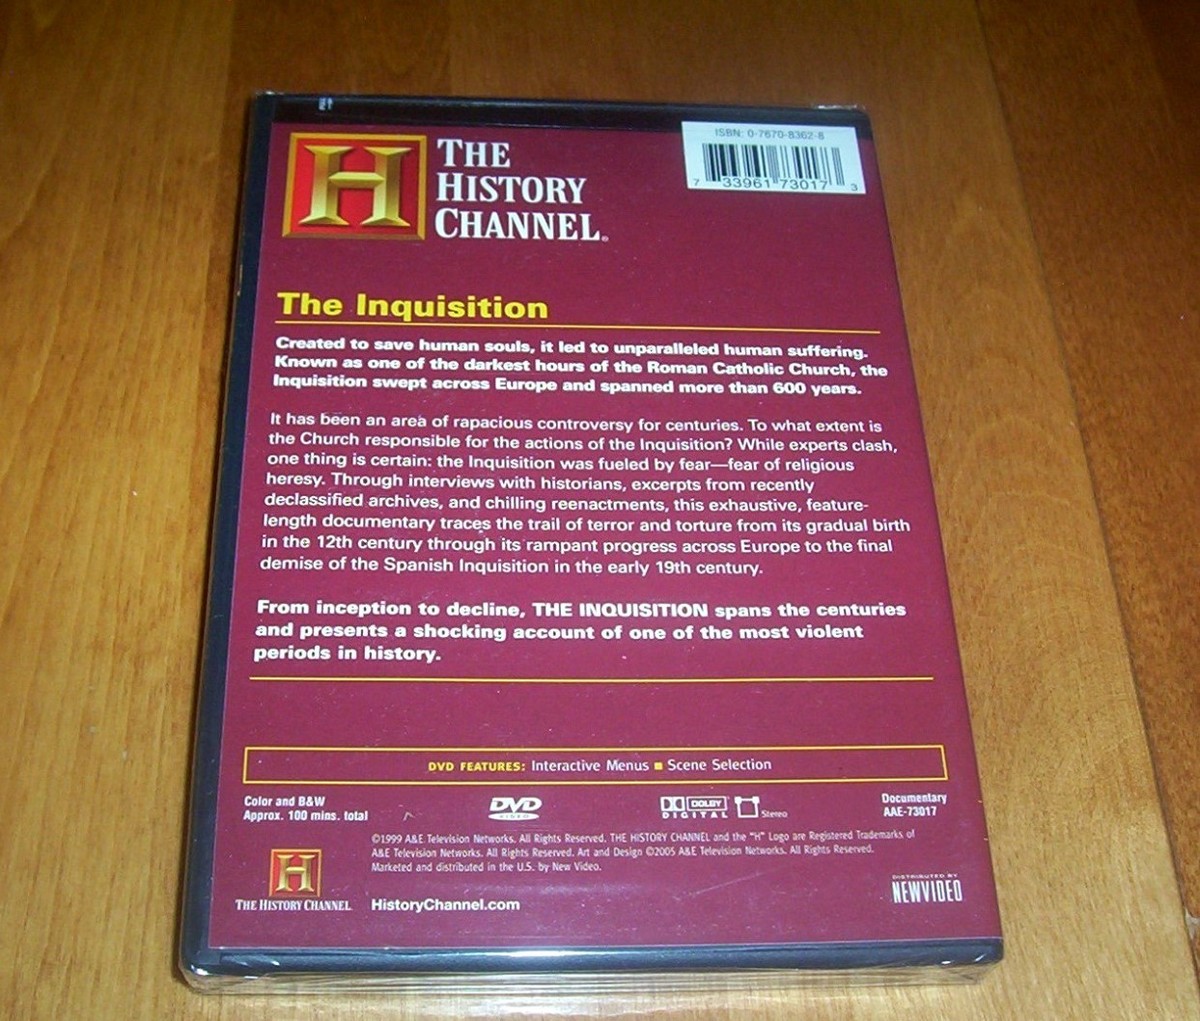 ISBN: 0-7670-8362-8
7 33961 73017 3
H
THE
HISTORY
CHANNEL®
The Inquisition
Created to save human souls, it led to unparalleled human suffering.
Known as one of the darkest hours of the Roman Catholic Church, the
Inquisition swept across Europe and spanned more than 600 years.
It has been an area of rapacious controversy for centuries. To what extent is
the Church responsible for the actions of the Inquisition? While experts clash,
one thing is certain: the Inquisition was fueled by fear—fear of religious
heresy. Through interviews with historians, excerpts from recently
declassified archives, and chilling reenactments, this exhaustive, feature-
length documentary traces the trail of terror and torture from its gradual birth
in the 12th century through its rampant progress across Europe to the final
demise of the Spanish Inquisition in the early 19th century.
From inception to decline, THE INQUISITION spans the centuries
and presents a shocking account of one of the most violent
periods in history.
DVD FEATURES: Interactive Menus ■ Scene Selection
Color and B&W
Approx. 100 mins. total
DVD
VIDEO
DOLBY
DIGITAL
Stereo
Documentary
AAE-73017
©1999 A&E Television Networks. All Rights Reserved. THE HISTORY CHANNEL and the "H" Logo are Registered Trademarks of
A&E Television Networks. All Rights Reserved. Art and Design ©2005 A&E Television Networks. All Rights Reserved.
Marketed and distributed in the U.S. by New Video.
H
THE HISTORY CHANNEL
HistoryChannel.com
DISTRIBUTED BY
NEWVIDEO